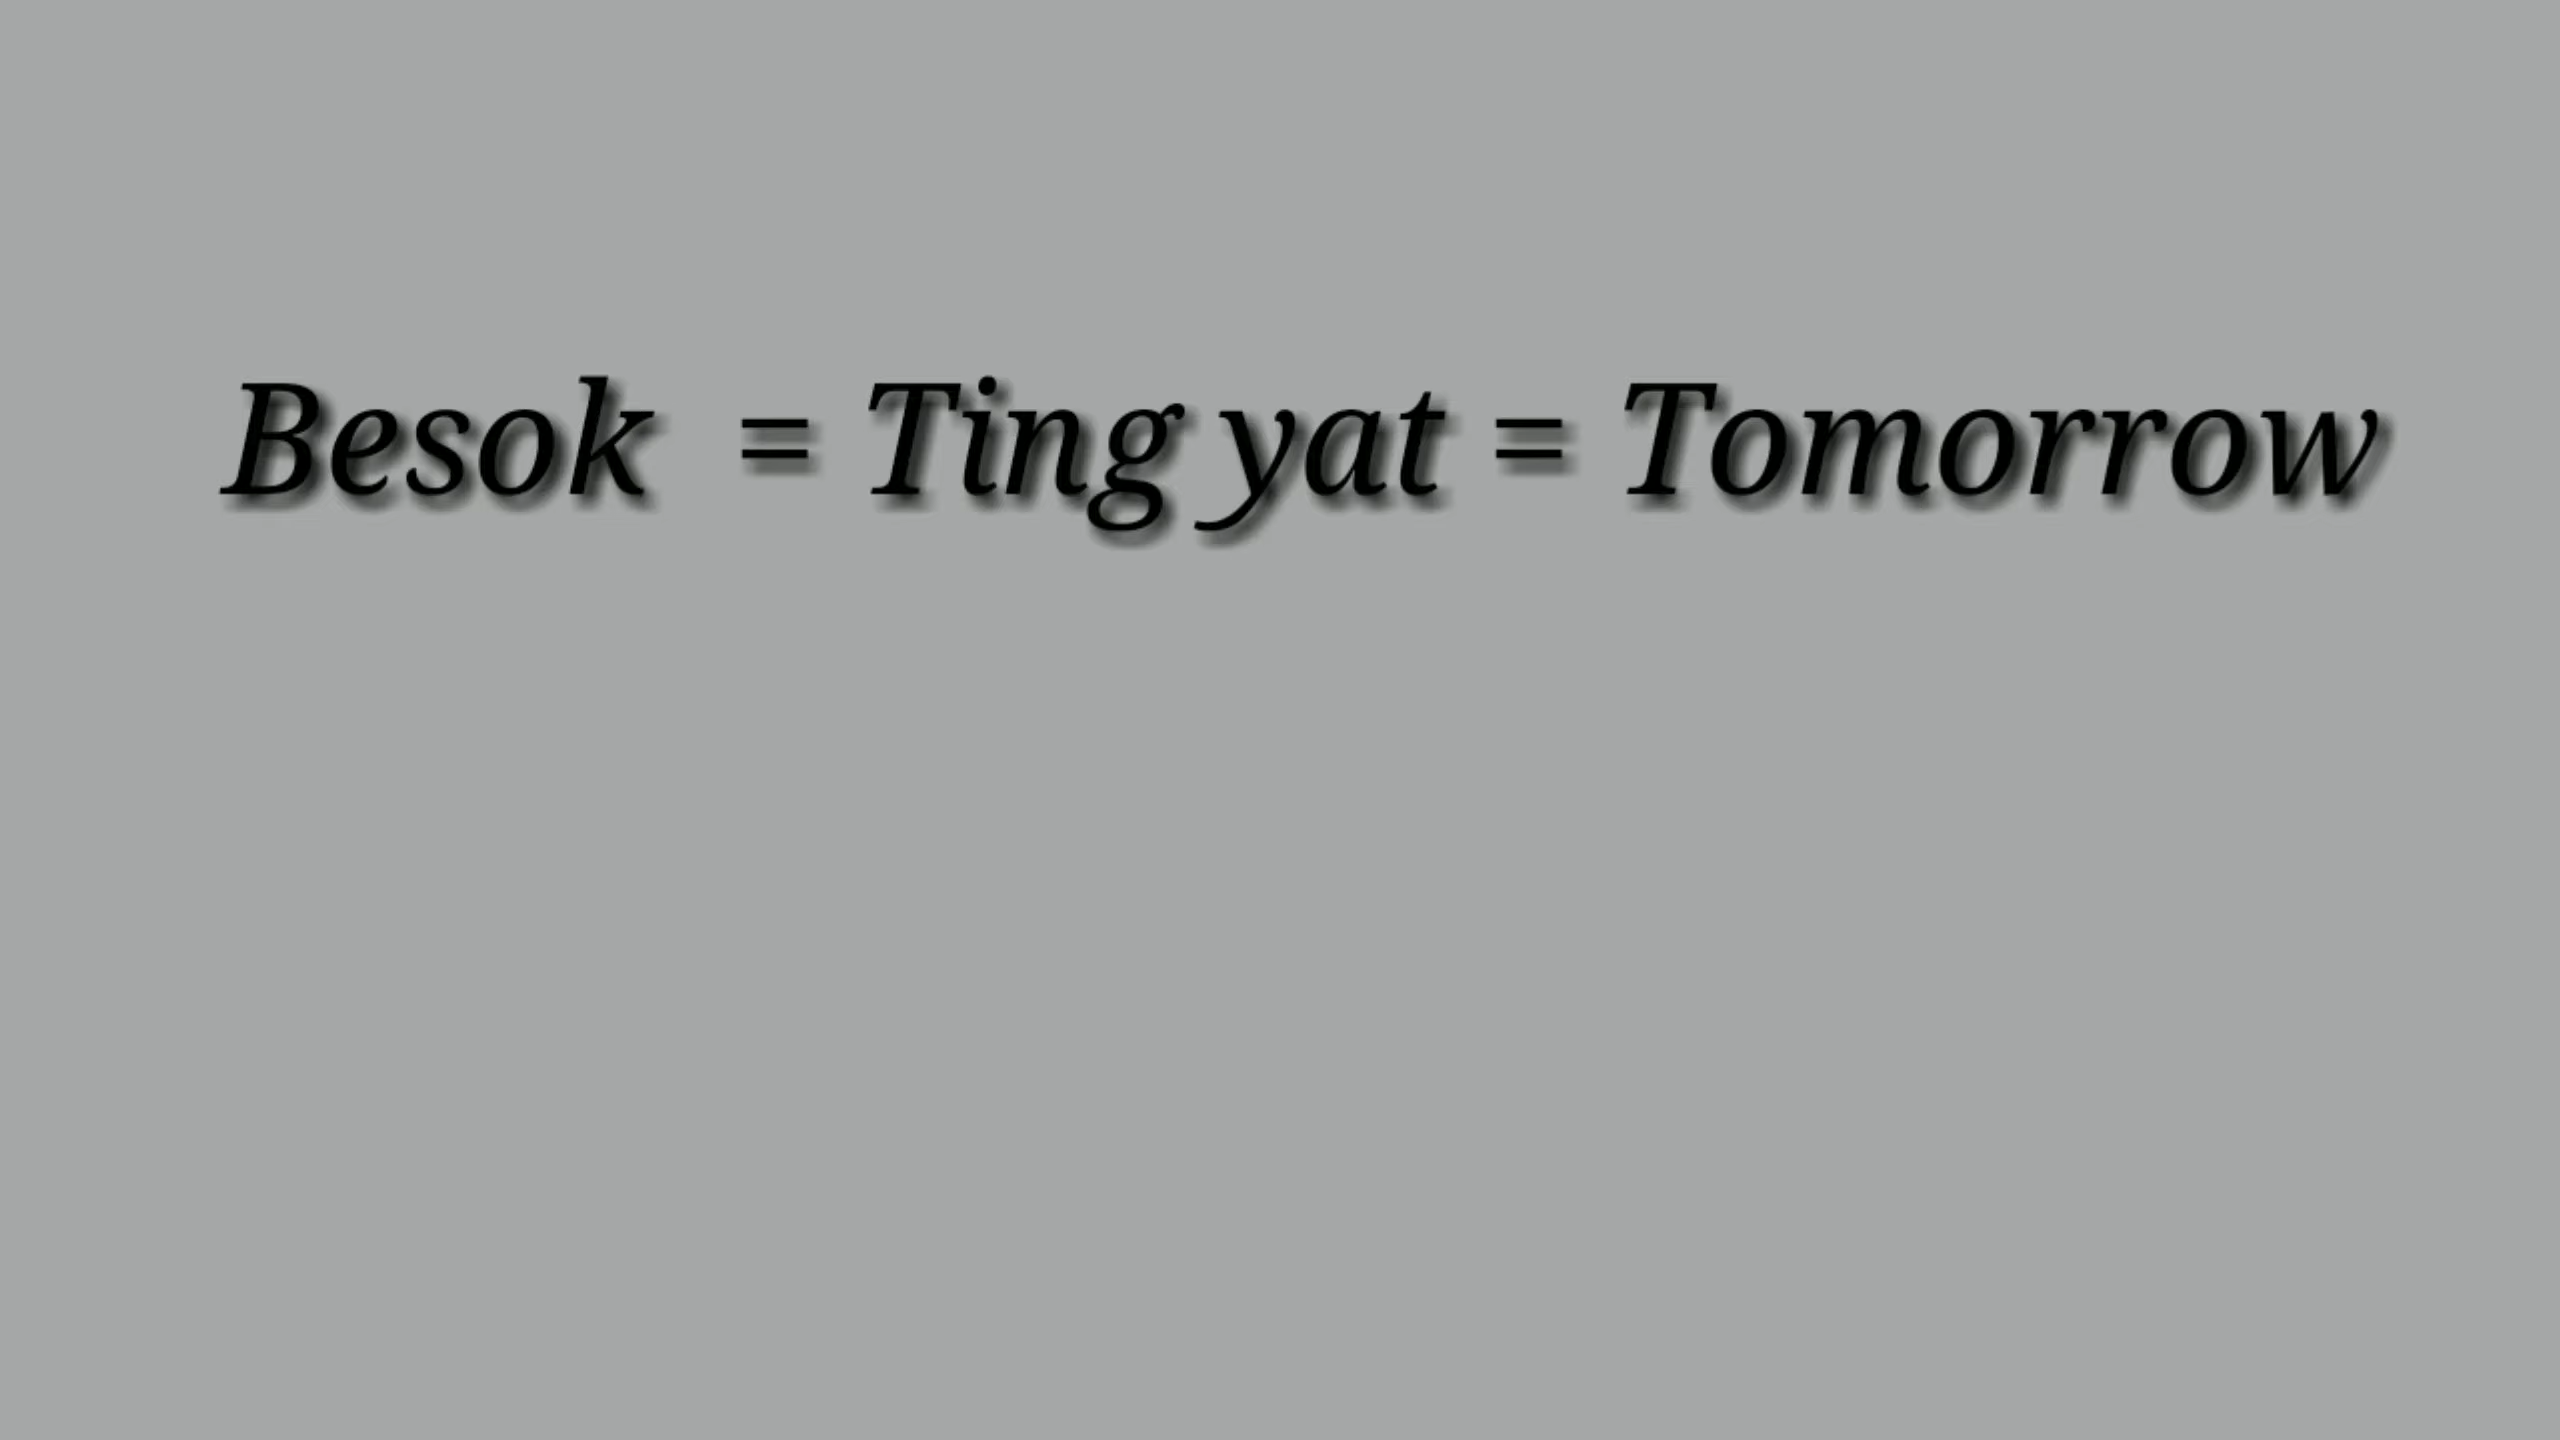 Besok = Ting yat = Tomorrow